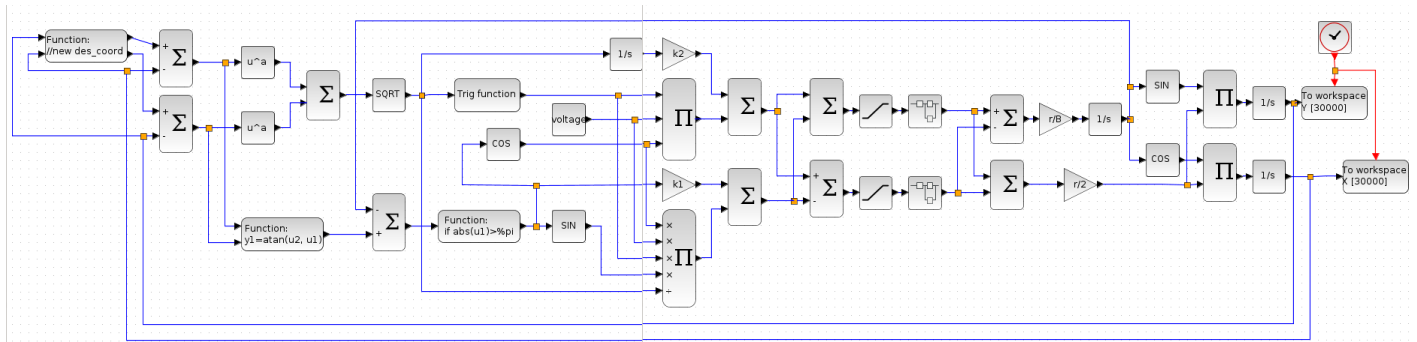 Function:
//new des_coord
+
-
Σ
+
-
Σ
u^a
u^a
Σ
SQRT
1/s
Trig function
voltage
COS
Function:
y1=atan(u2, u1)
-
+
Σ
Function:
if abs(u1)>%pi
SIN
k2
Π
k1
×
×
×
×
÷
Π
Σ
Σ
Σ
+
-
Σ
+
-
Σ
Σ
r/B
1/s
r/2
SIN
COS
Π
Π
1/s
1/s
To workspace
Y [30000]
To workspace
X [30000]